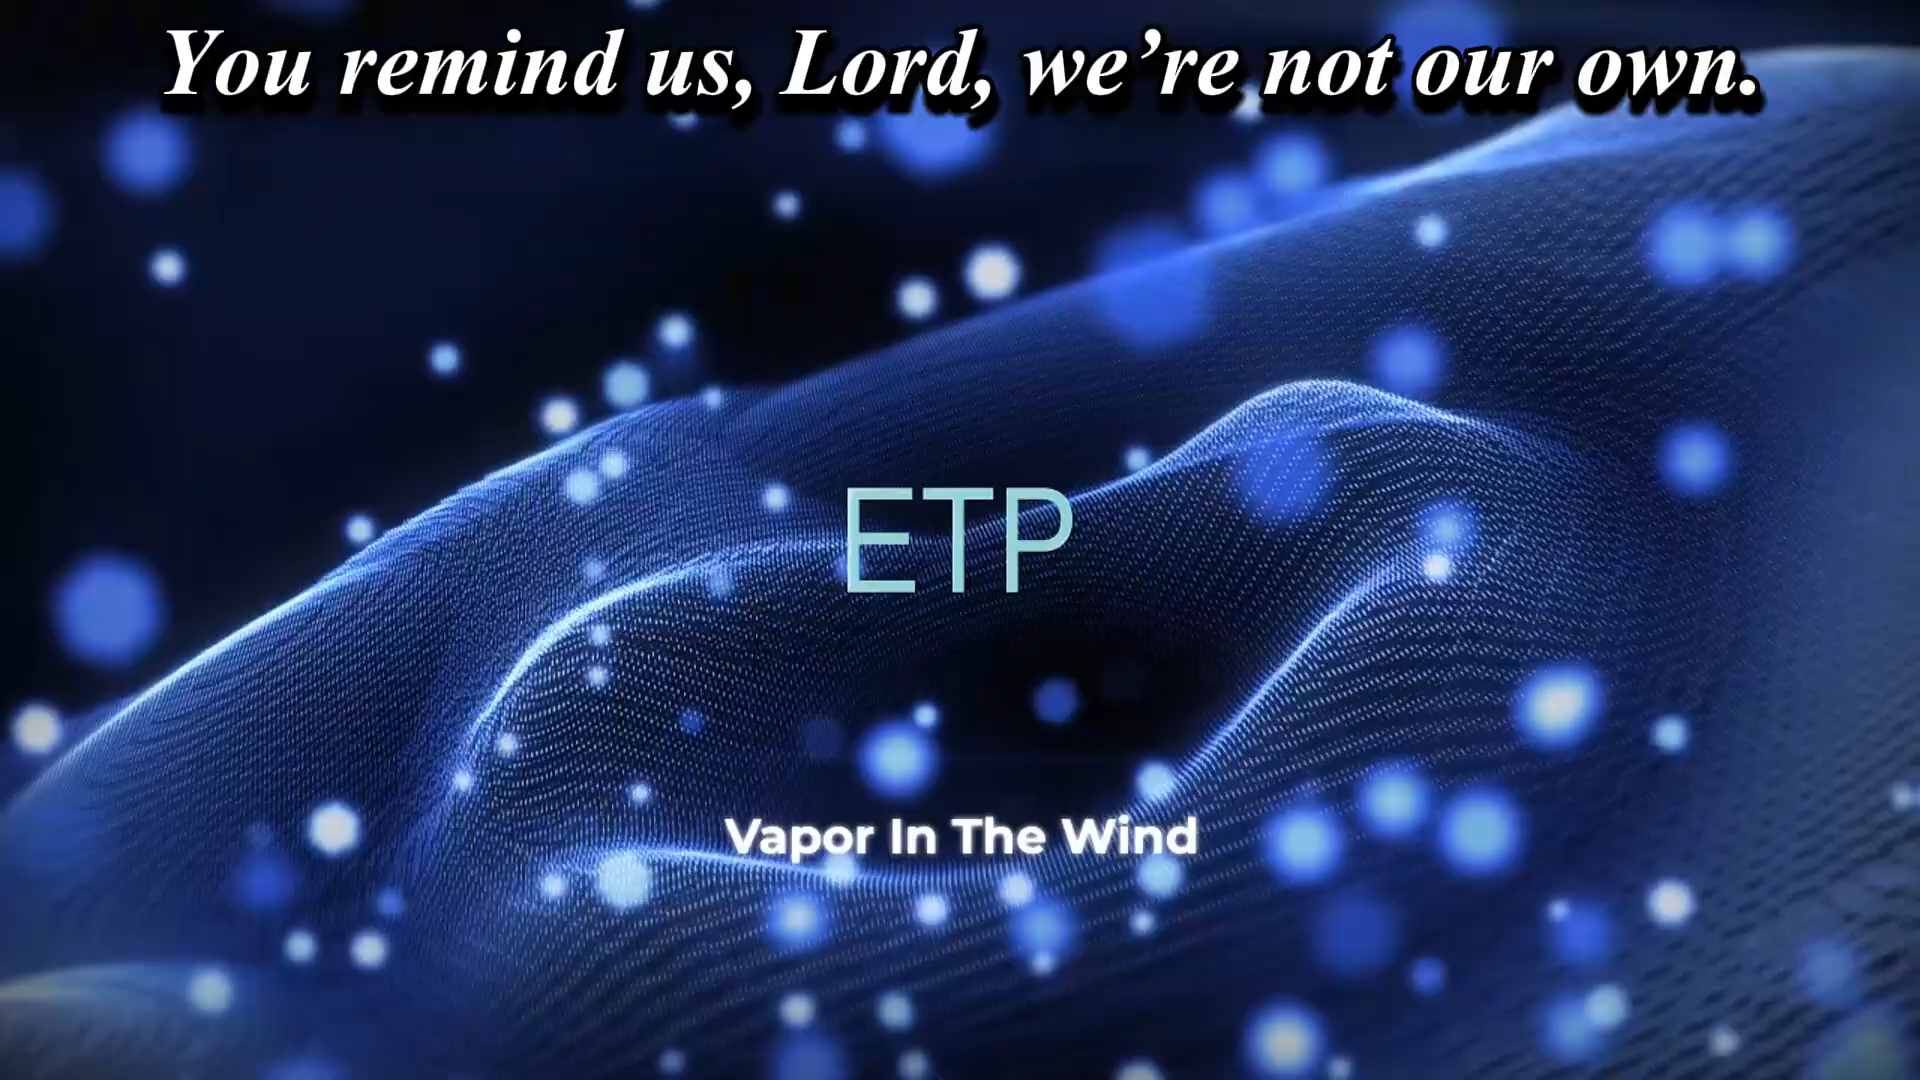 You remind us, Lord, we’re not our own.
ETP
Vapor In The Wind